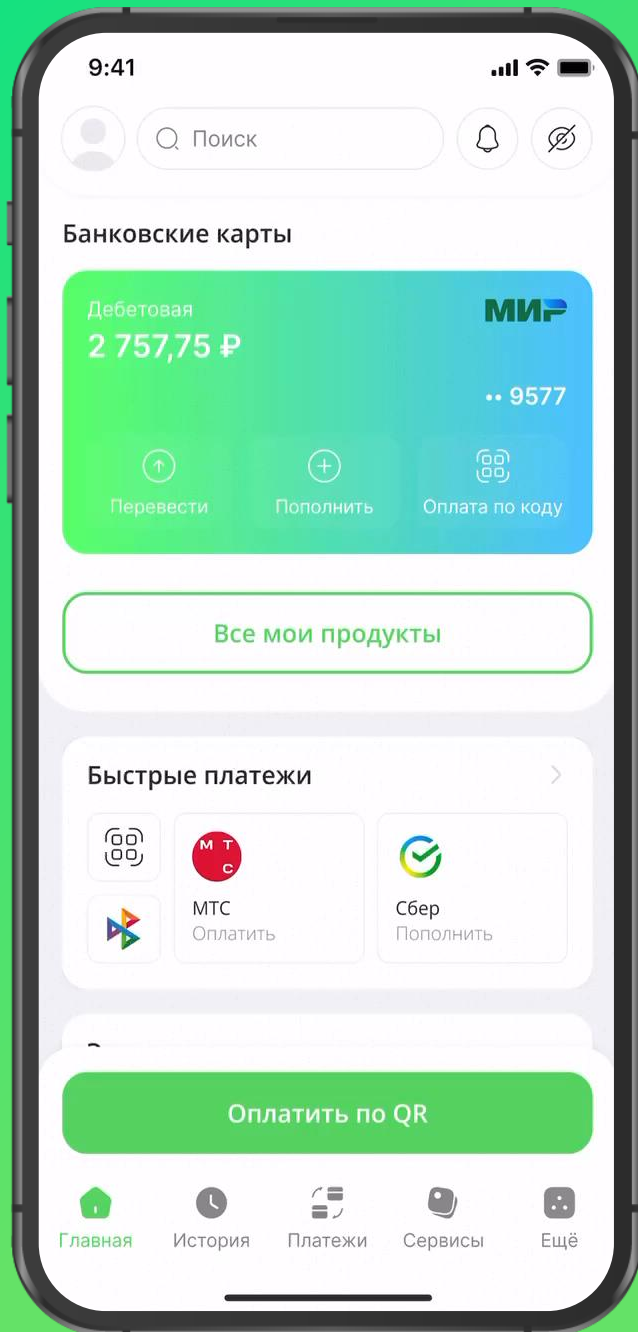 9:41
Поиск
Банковские карты
Дебетовая
МИР
2 757,75 ₽
•• 9577
Перевести
Пополнить
Оплата по коду
Все мои продукты
Быстрые платежи
МТС
МТС
Оплатить
Сбер
Пополнить
Оплатить по QR
Главная
История
Платежи
Сервисы
Ещё